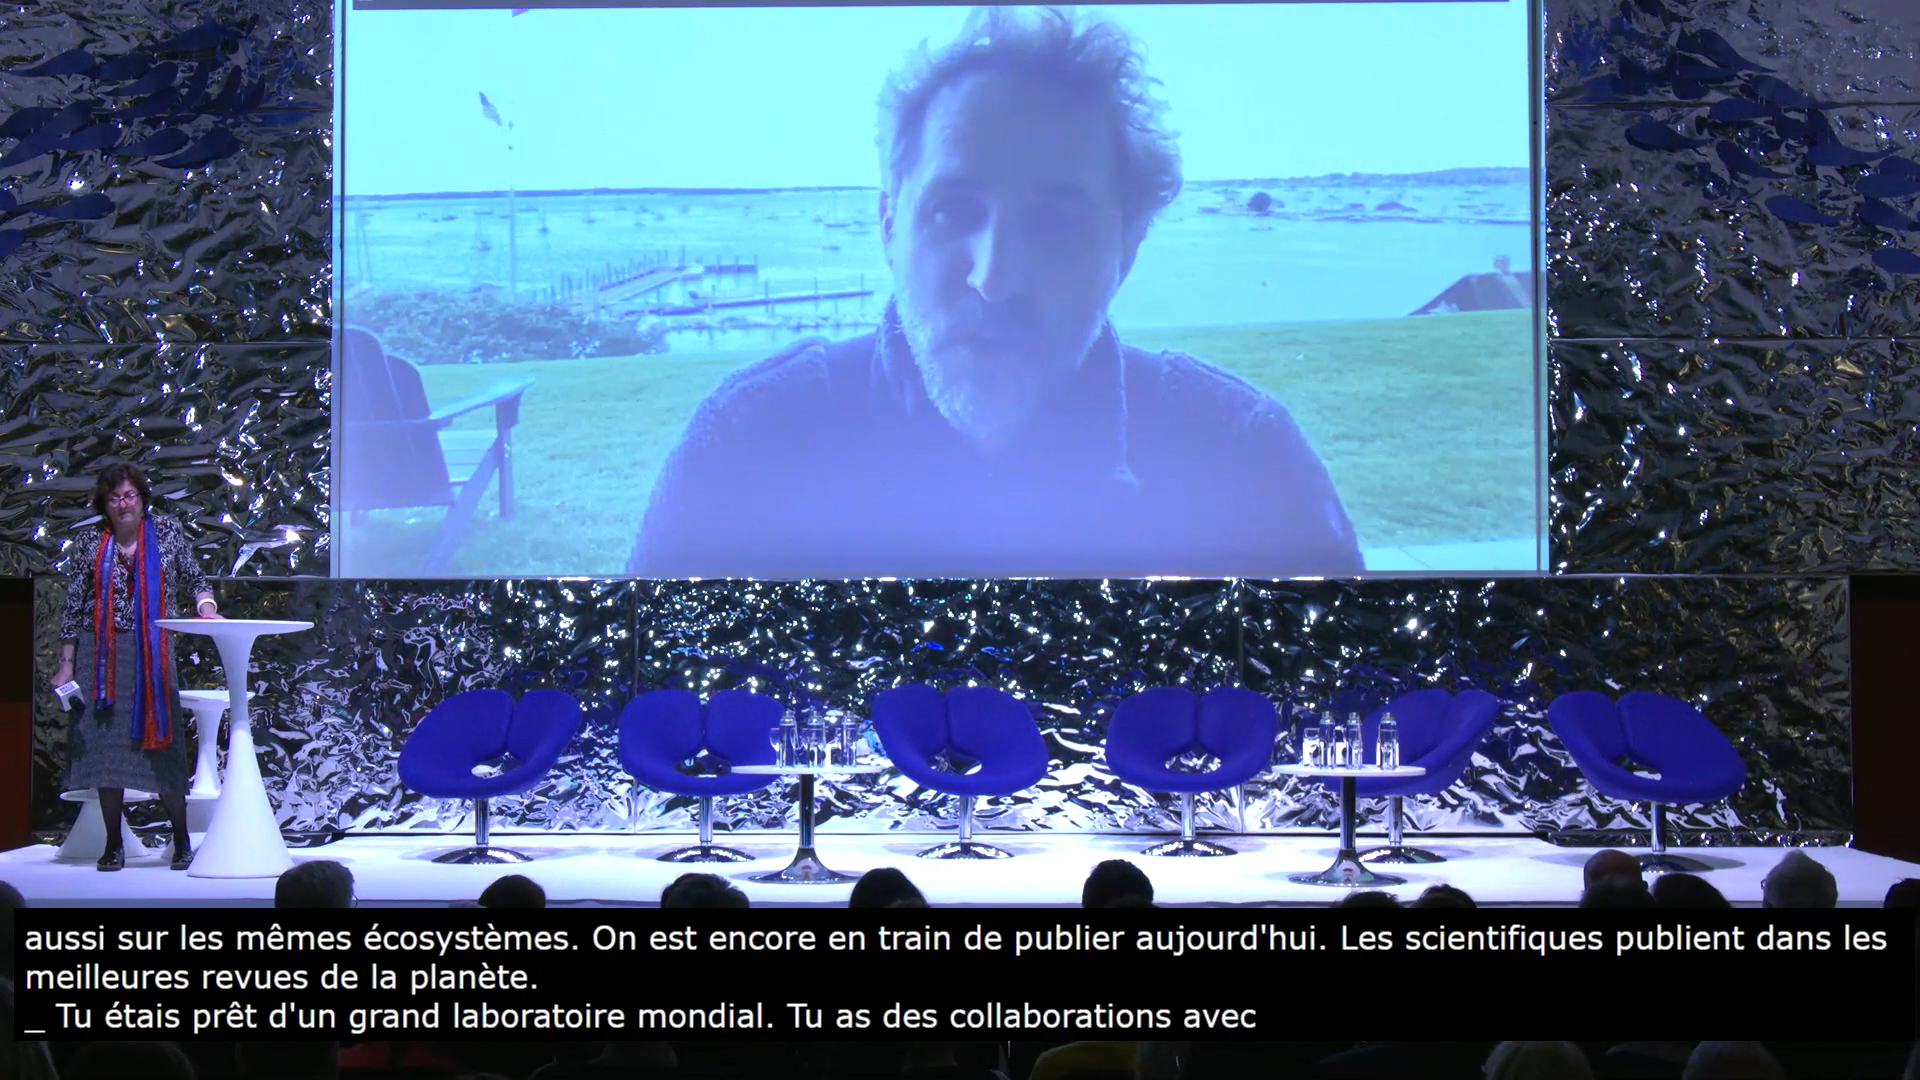 aussi sur les mêmes écosystèmes. On est encore en train de publier aujourd'hui. Les scientifiques publient dans les
meilleures revues de la planète.
_ Tu étais prêt d'un grand laboratoire mondial. Tu as des collaborations avec